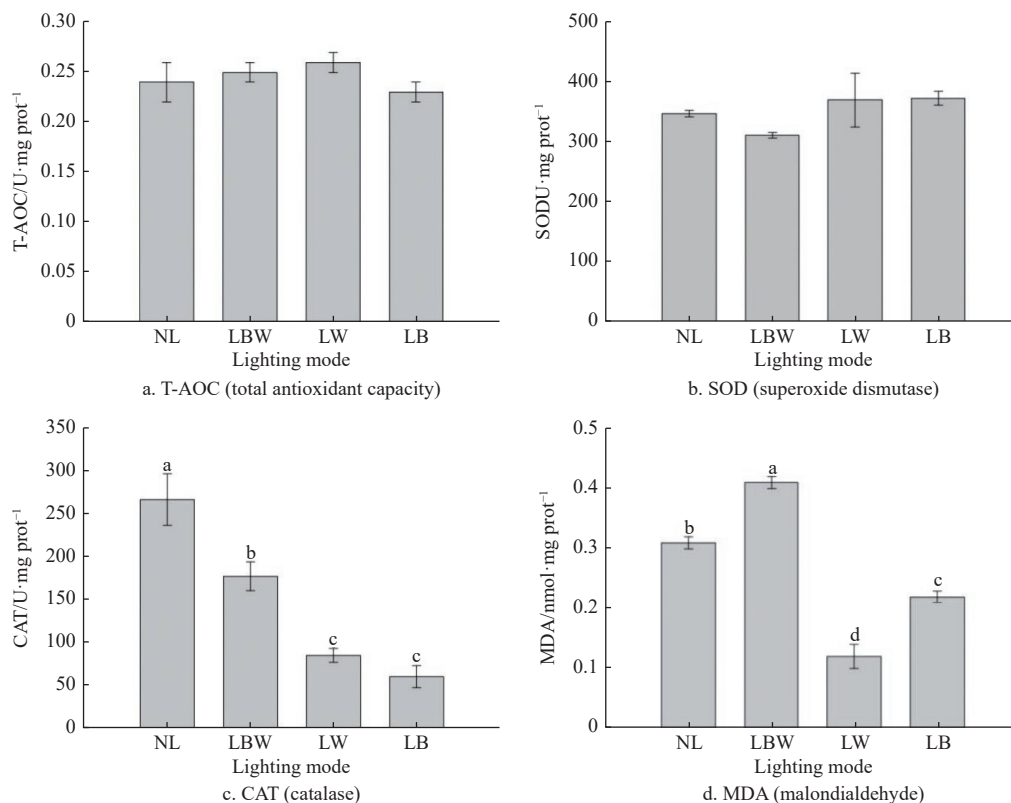 T-AOC/U·mg prot⁻¹
0.30
0.25
0.20
0.15
0.10
0.05
0
NL LBW LW LB
Lighting mode
a. T-AOC (total antioxidant capacity)
SODU·mg prot⁻¹
500
400
300
200
100
0
NL LBW LW LB
Lighting mode
b. SOD (superoxide dismutase)
CAT/U·mg prot⁻¹
350
300
250
200
150
100
50
0
a
b
c
c
NL LBW LW LB
Lighting mode
c. CAT (catalase)
MDA/nmol·mg prot⁻¹
0.5
0.4
0.3
0.2
0.1
0
b
a
d
c
NL LBW LW LB
Lighting mode
d. MDA (malondialdehyde)